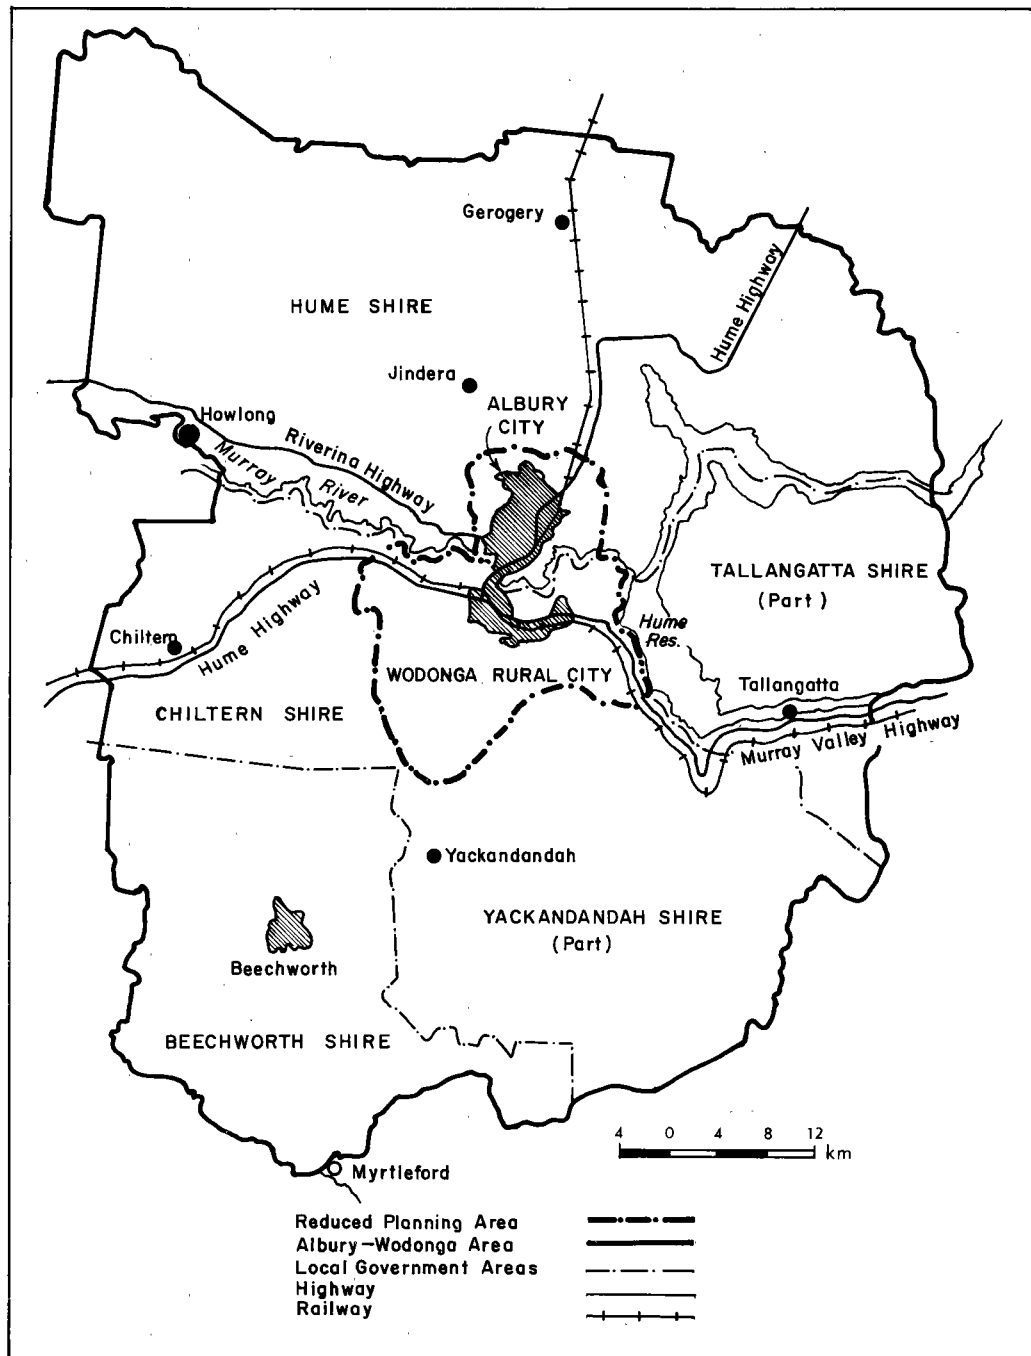 Gerogery
Hume Highway
HUME SHIRE
Jindera
ALBURY
CITY
Howlong
Riverina Highway
Murray River
TALLANGATTA SHIRE
(Part)
Hume
Res.
Chiltern
Hume Highway
WODONGA RURAL CITY
Tallangatta
CHILTERN SHIRE
Murray Valley Highway
Yackandandah
YACKANDANDAH SHIRE
(Part)
Beechworth
BEECHWORTH SHIRE
4 0 4 8 12
km
Myrtleford
Reduced Planning Area
Albury-Wodonga Area
Local Government Areas
Highway
Railway